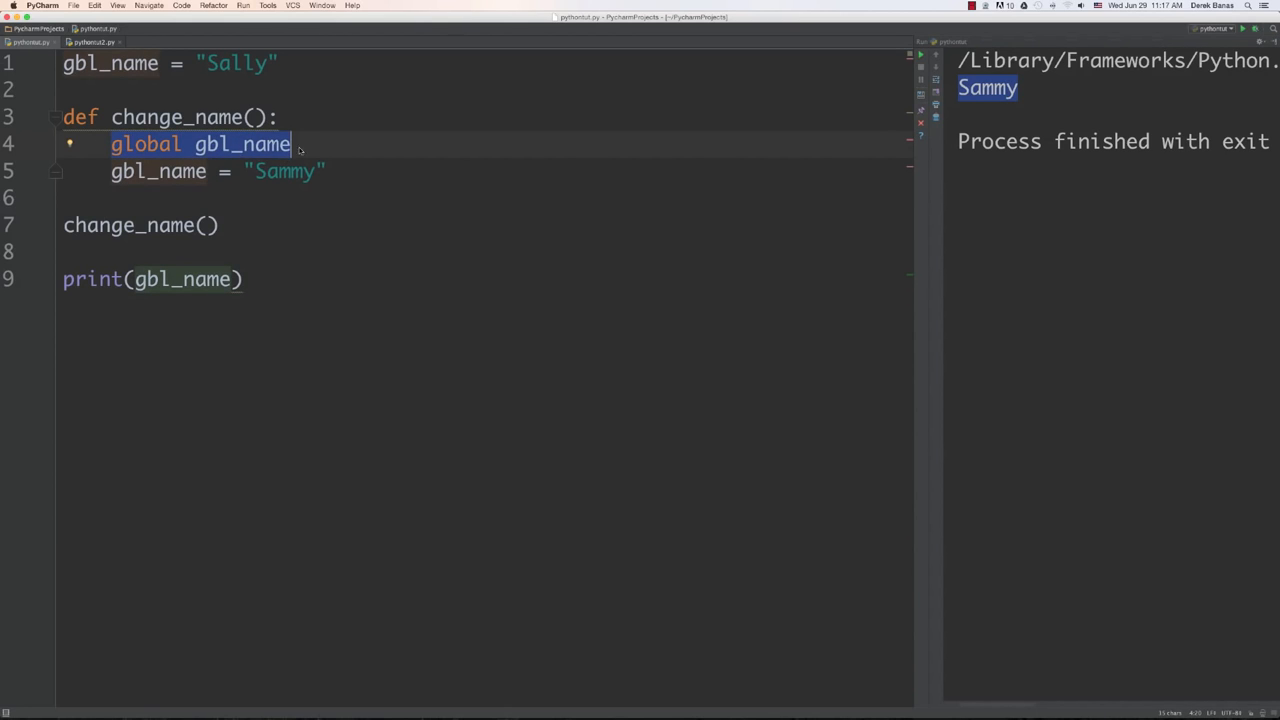 PyCharm File Edit View Navigate Code Refactor Run Tools VCS Window Help
10 Wed Jun 29 11:17 AM Derek Banas
pythontut.py - PycharmProjects - [~/PycharmProjects]
PycharmProjects pythontut.py
pythontut
pythontut.py pythontut2.py
Run pythontut
1 gbl_name = "Sally"
2
3 def change_name():
4 global gbl_name
5 gbl_name = "Sammy"
6
7 change_name()
8
9 print(gbl_name)
/Library/Frameworks/Python.
Sammy
Process finished with exit
15 chars 4:20 LF÷ UTF-8÷